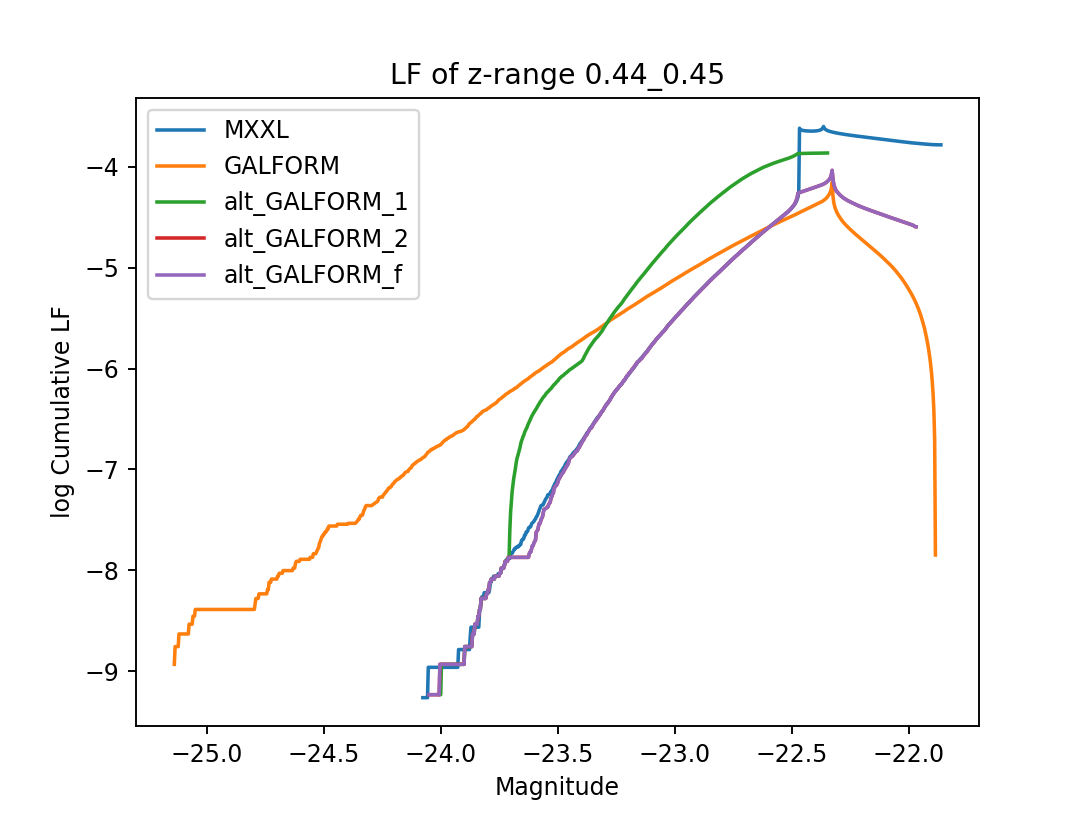 LF of z-range 0.44_0.45
MXXL
GALFORM
alt_GALFORM_1
alt_GALFORM_2
alt_GALFORM_f
log Cumulative LF
−4
−5
−6
−7
−8
−9
−25.0
−24.5
−24.0
−23.5
−23.0
−22.5
−22.0
Magnitude